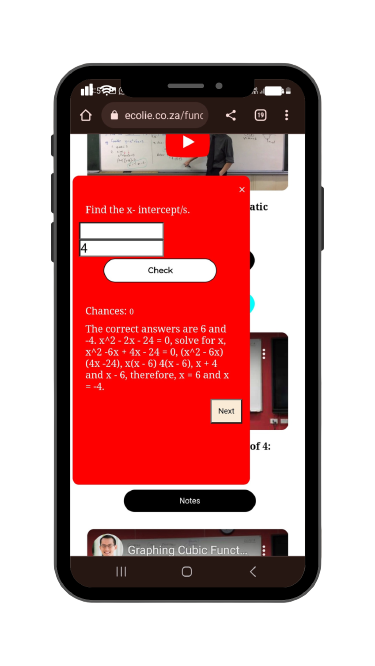 ecolie.co.za/func
19
atic
×
Find the x- intercept/s.
4
Check
Chances: 0
The correct answers are 6 and
-4. x^2 - 2x - 24 = 0, solve for x,
x^2 -6x + 4x - 24 = 0, (x^2 - 6x)
(4x -24), x(x - 6) 4(x - 6), x + 4
and x - 6, therefore, x = 6 and x
= -4.
Next
of 4:
Notes
Graphing Cubic Funct...